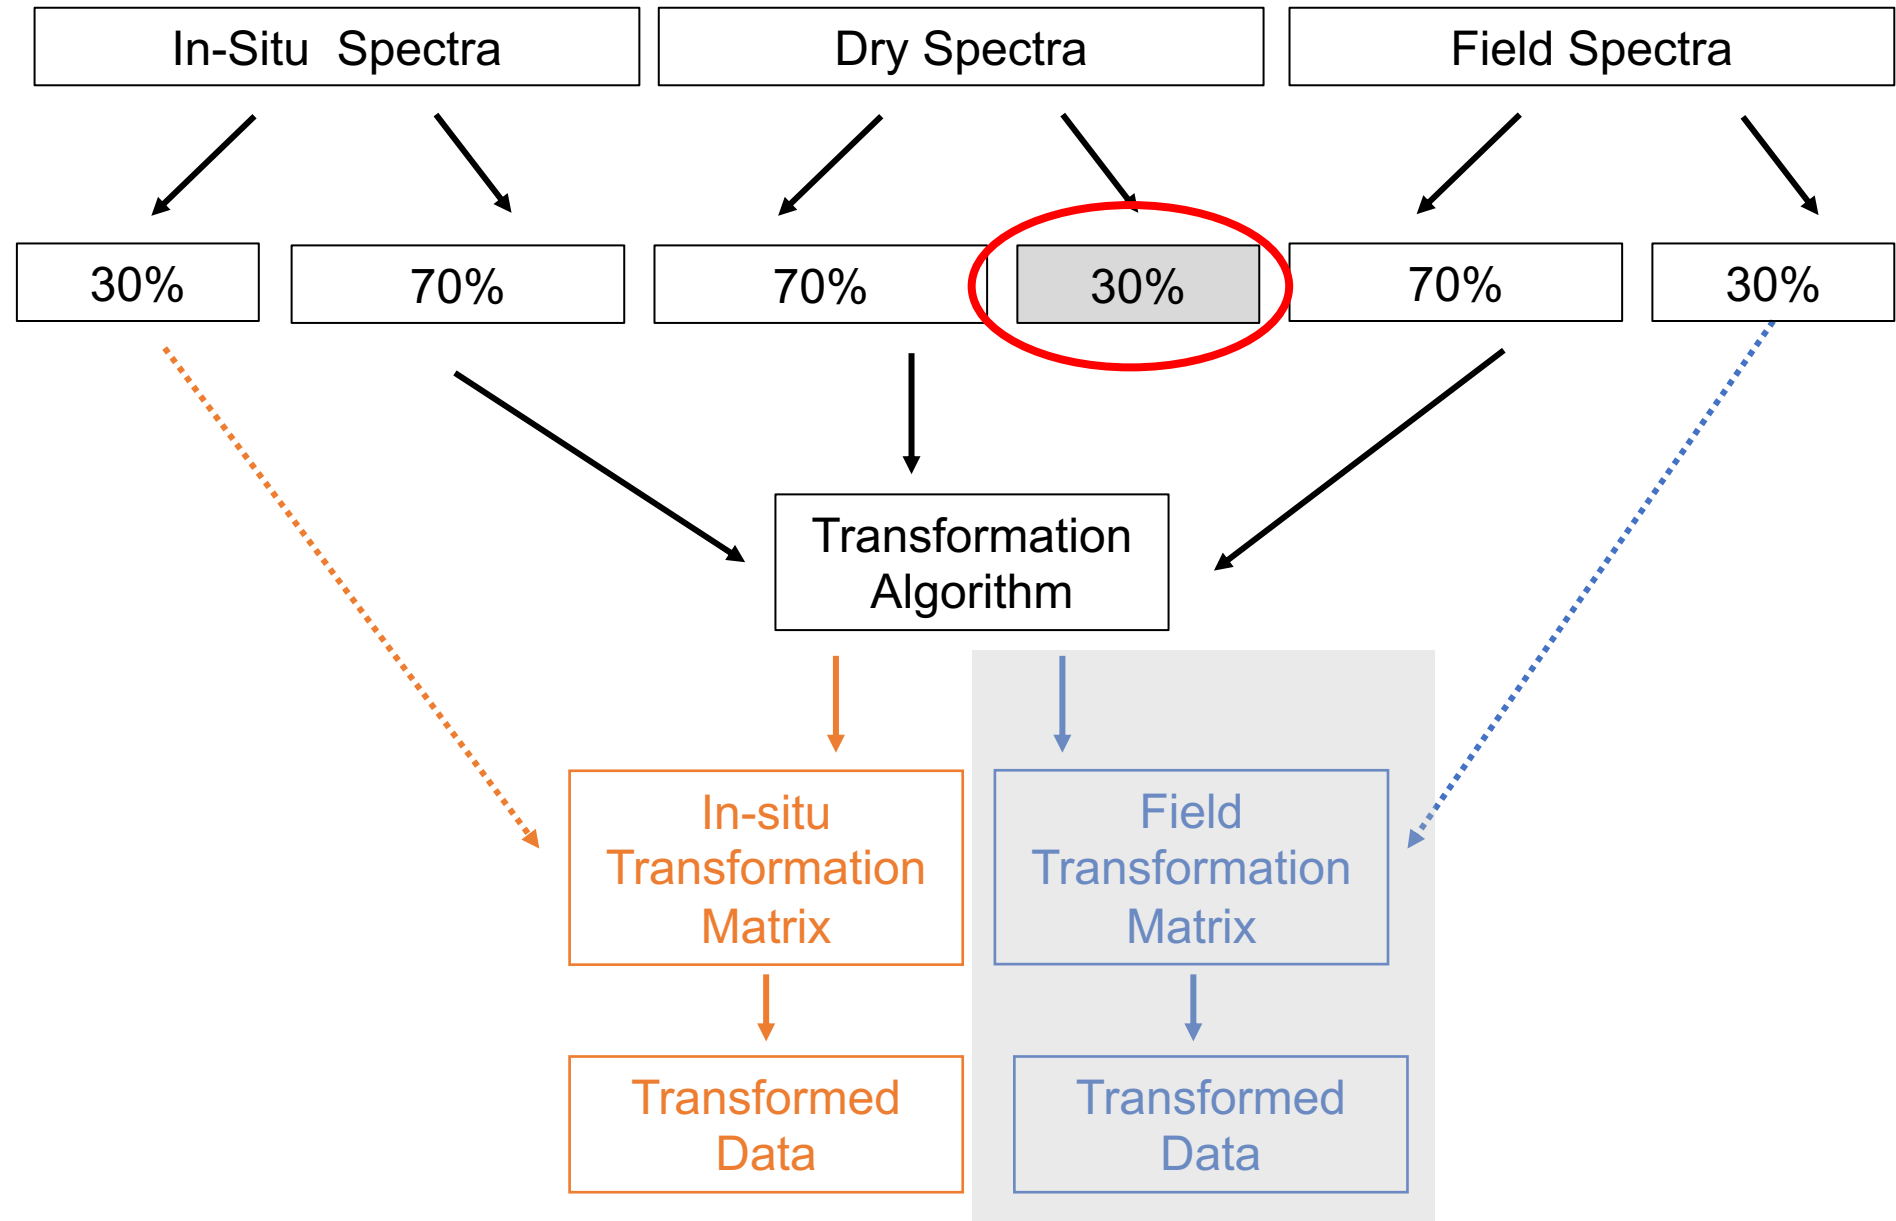 In-Situ  Spectra
Dry Spectra
Field Spectra
30%
70%
70%
30%
70%
30%
Transformation
Algorithm
In-situ
Transformation
Matrix
Field
Transformation
Matrix
Transformed
Data
Transformed
Data